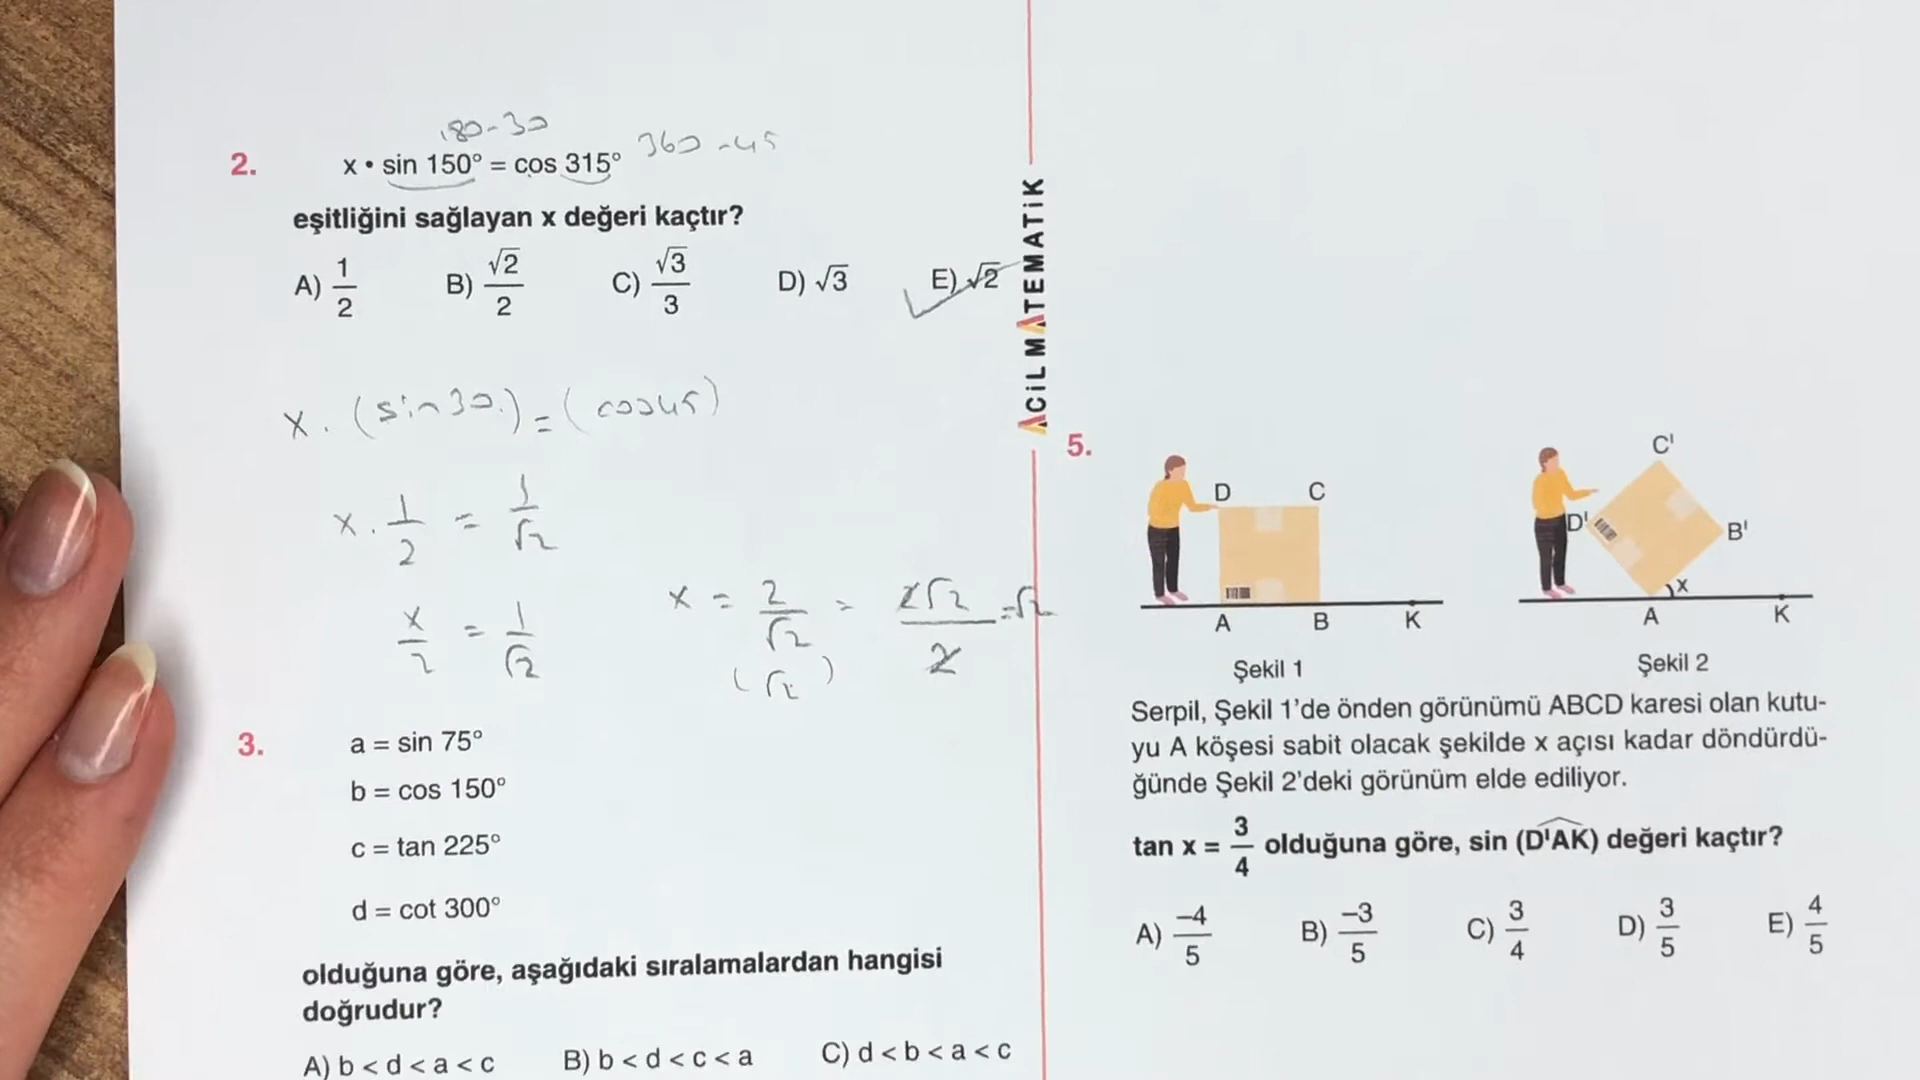 180-30
360-45
2. x • sin 150° = cos 315°
eşitliğini sağlayan x değeri kaçtır?
A) 1/2 B) √2/2 C) √3/3 D) √3 E) √2
x . (sin30.) = (cos45)
x . 1/2 = 1/√2
x/2 = 1/√2
x = 2/√2 = 2√2/2 = √2
(√2)
3. a = sin 75°
b = cos 150°
c = tan 225°
d = cot 300°
olduğuna göre, aşağıdaki sıralamalardan hangisi
doğrudur?
A) b < d < a < c B) b < d < c < a C) d < b < a < c
ACİL MATEMATİK
5.
D C
A B K
Şekil 1
C'
D' B'
x
A K
Şekil 2
Serpil, Şekil 1'de önden görünümü ABCD karesi olan kutu-
yu A köşesi sabit olacak şekilde x açısı kadar döndürdü-
ğünde Şekil 2'deki görünüm elde ediliyor.
tan x = 3/4 olduğuna göre, sin (D'AK) değeri kaçtır?
A) -4/5 B) -3/5 C) 3/4 D) 3/5 E) 4/5